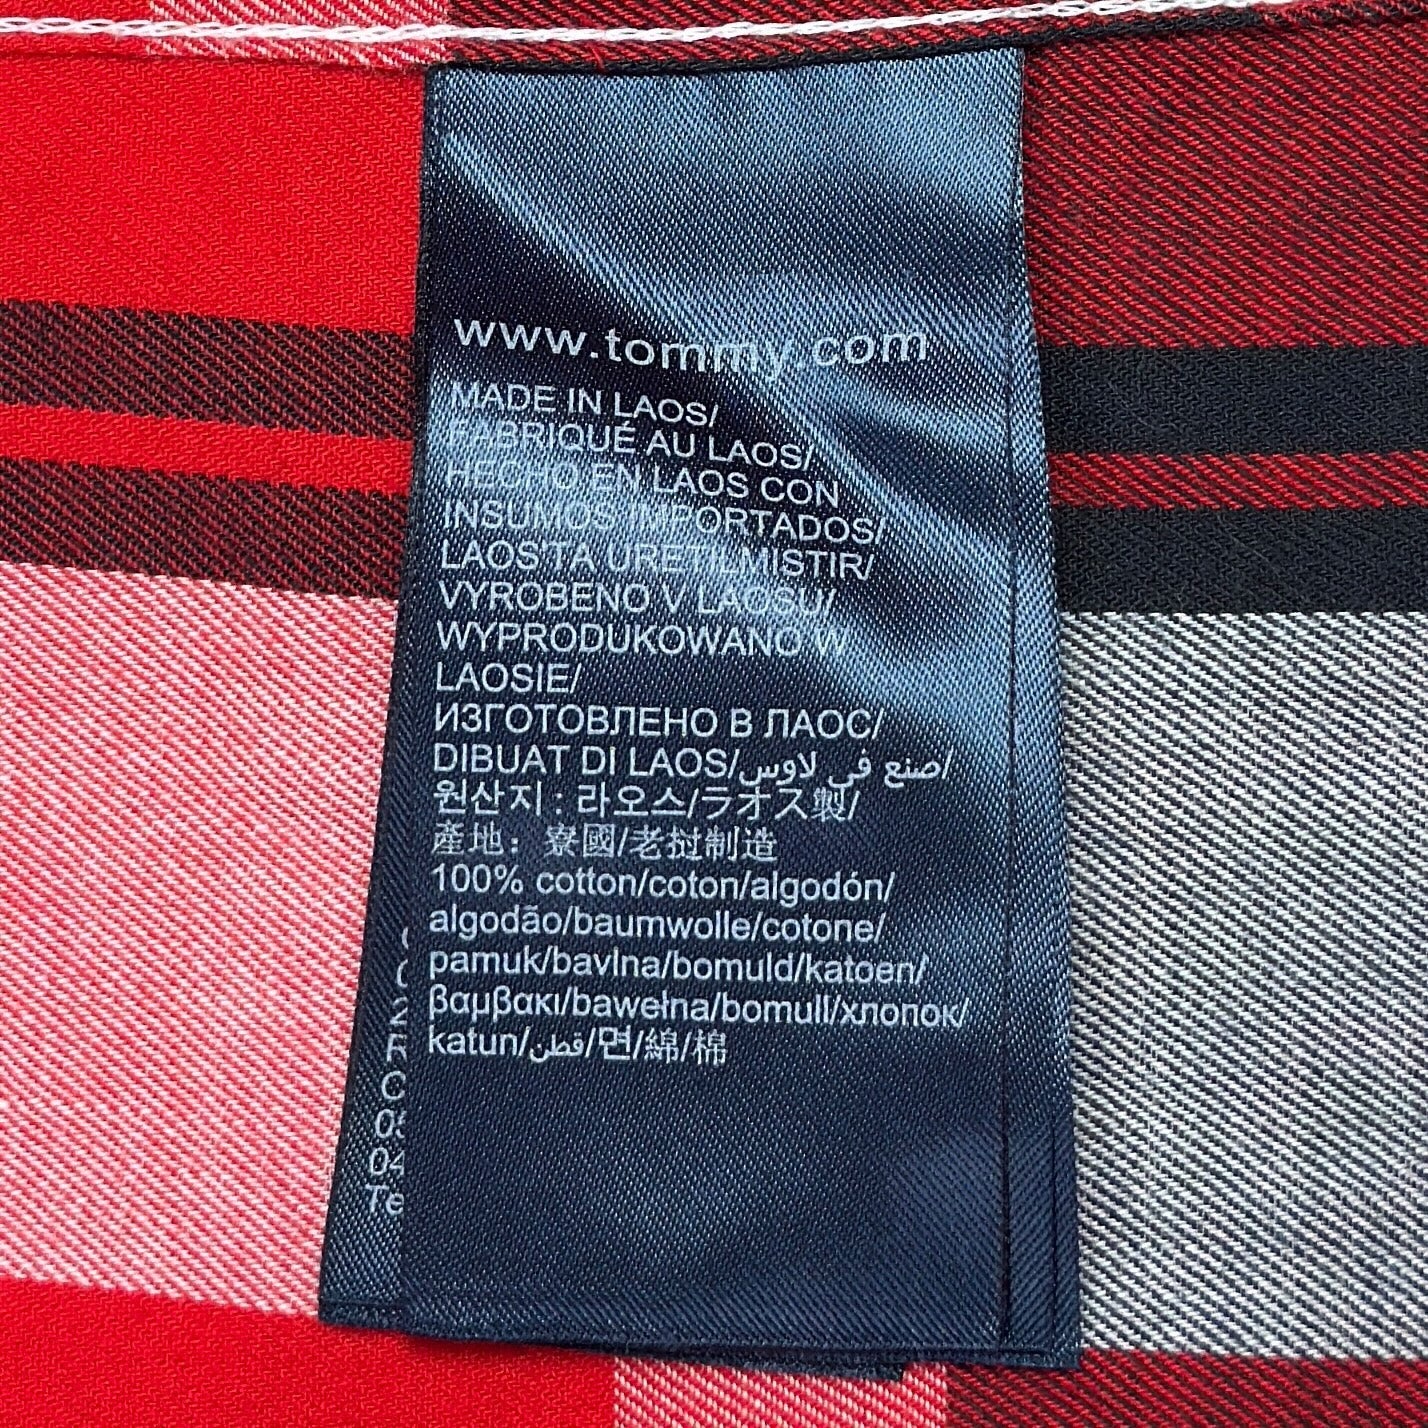 www.tommy.com
MADE IN LAOS/
FABRIQUÉ AU LAOS/
HECHO EN LAOS CON
INSUMOS IMPORTADOS/
LAOS'TA URETILMISTIR/
VYROBENO V LAOSU/
WYPRODUKOWANO W
LAOSIE/
ИЗГОТОВЛЕНО В ЛАОС/
DIBUAT DI LAOS/صنع في لاوس/
원산지 : 라오스/ラオス製/
產地：寮國/老挝制造
100% cotton/coton/algodón/
algodão/baumwolle/cotone/
pamuk/bavlna/bomuld/katoen/
βαμβακι/bawełna/bomull/хлопок/
katun/قطن/면/綿/棉
04
Te